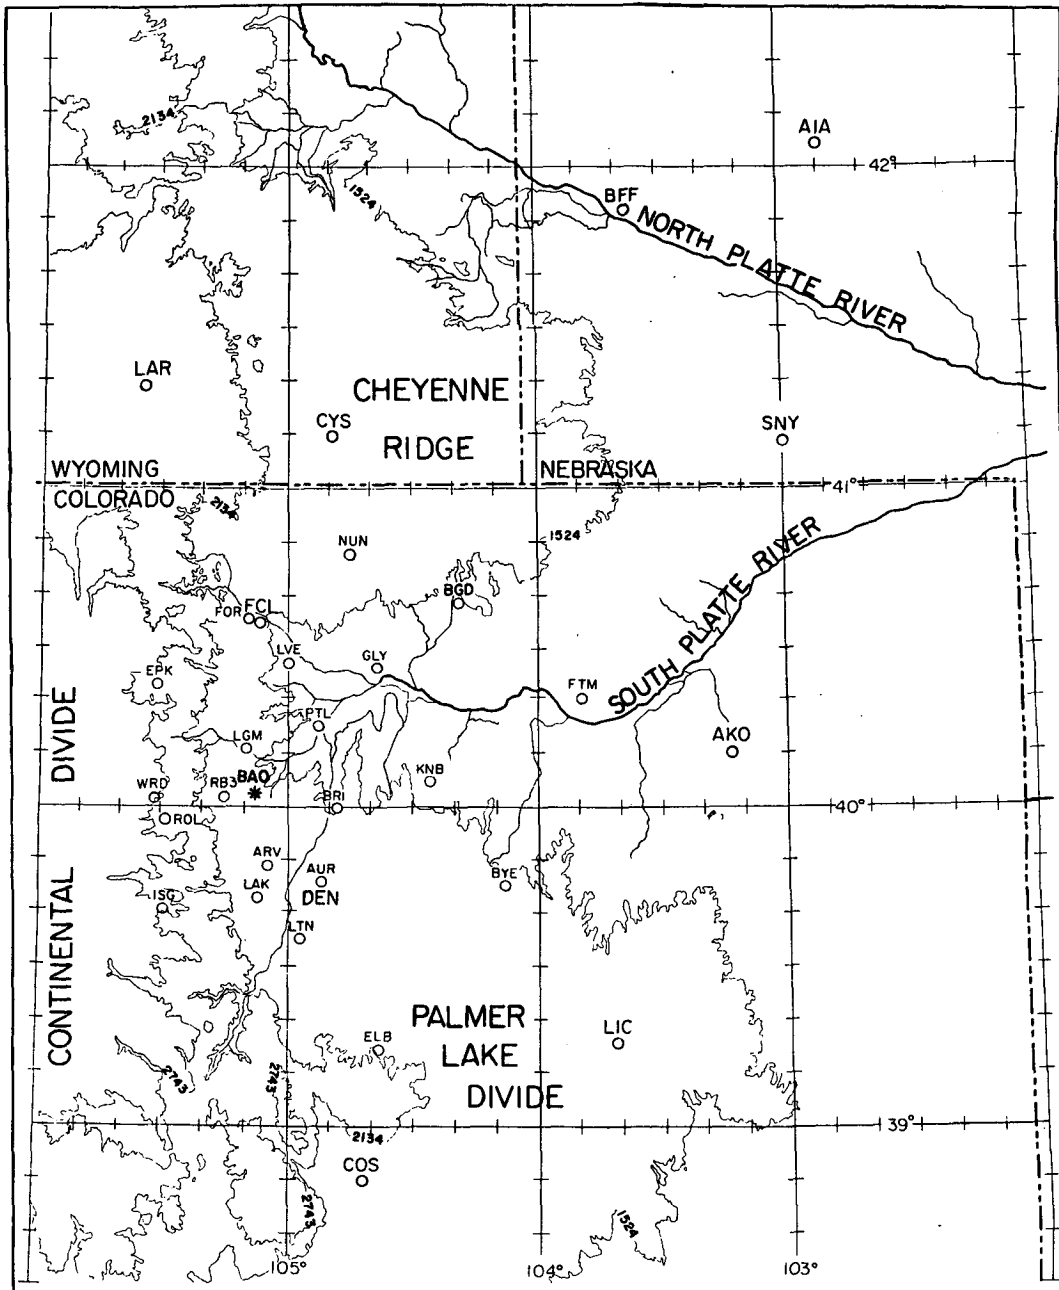 2134
AIA
42°
1524
BFF
NORTH PLATTE RIVER
LAR
CHEYENNE
RIDGE
CYS
SNY
WYOMING
NEBRASKA
COLORADO
41°
2134
1524
NUN
SOUTH PLATTE RIVER
BGD
FOR
FCL
LVE
GLY
EPK
FTM
PTL
AKO
LGM
CONTINENTAL DIVIDE
WRD
RB3
BAO
KNB
BRI
40°
ROL
ARV
AUR
BYE
LAK
DEN
ISG
LTN
PALMER
LAKE
DIVIDE
LIC
ELB
2743
2743
39°
2134
COS
2743
1524
105°
104°
103°